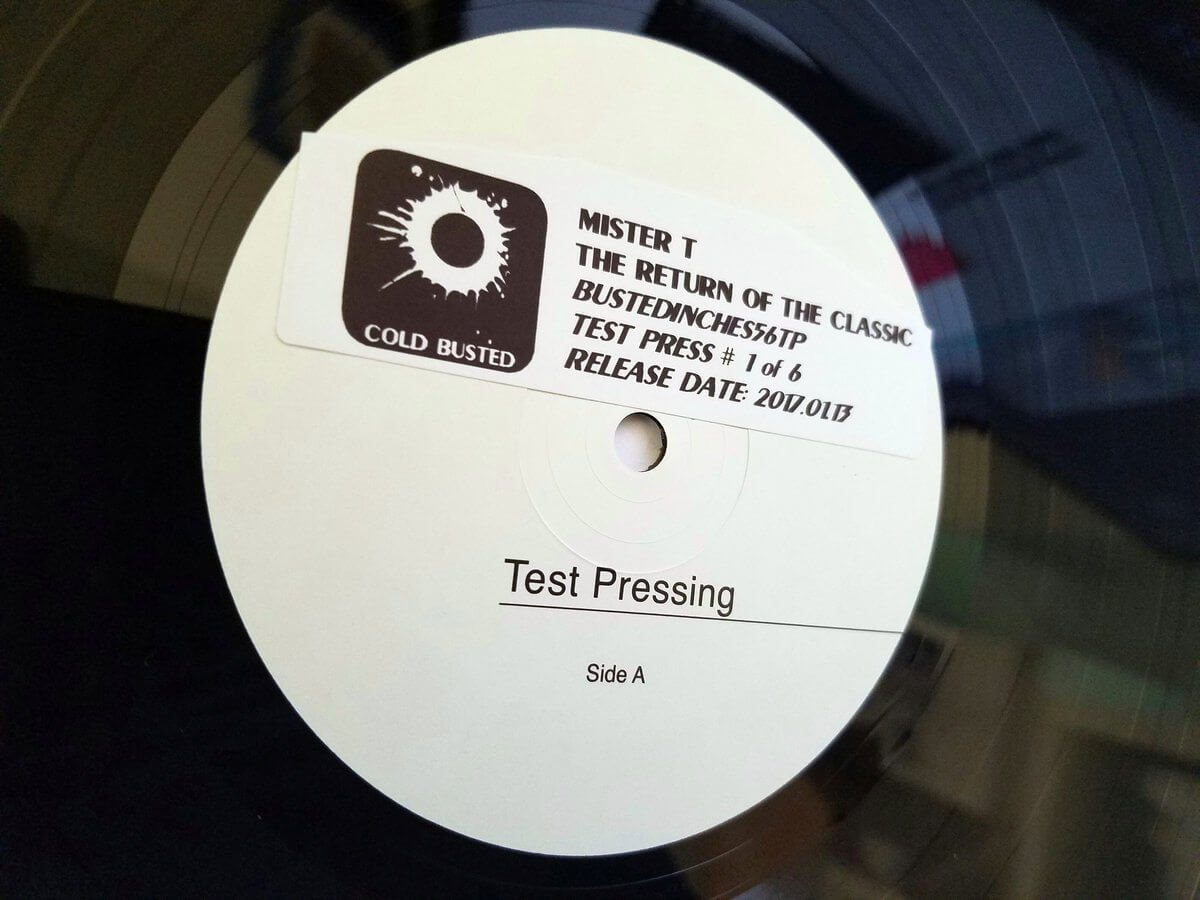 COLD BUSTED
MISTER T
THE RETURN OF THE CLASSIC
BUSTEDINCHES56TP
TEST PRESS # 1 of 6
RELEASE DATE: 2017.01.13
Test Pressing
Side A